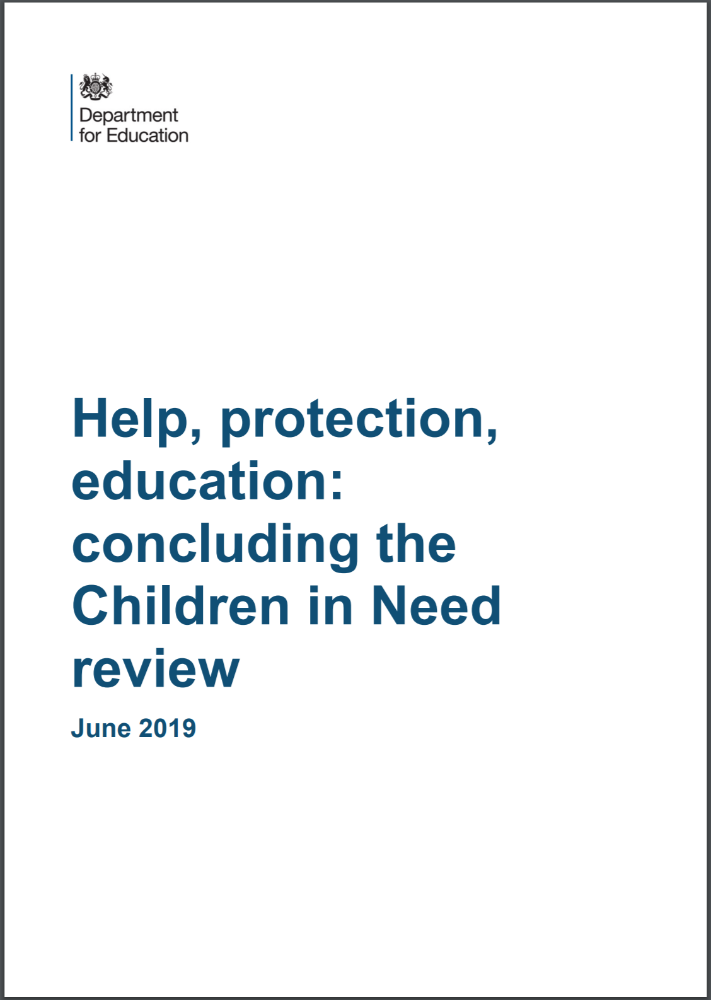 Department
for Education
Help, protection,
education:
concluding the
Children in Need
review
June 2019